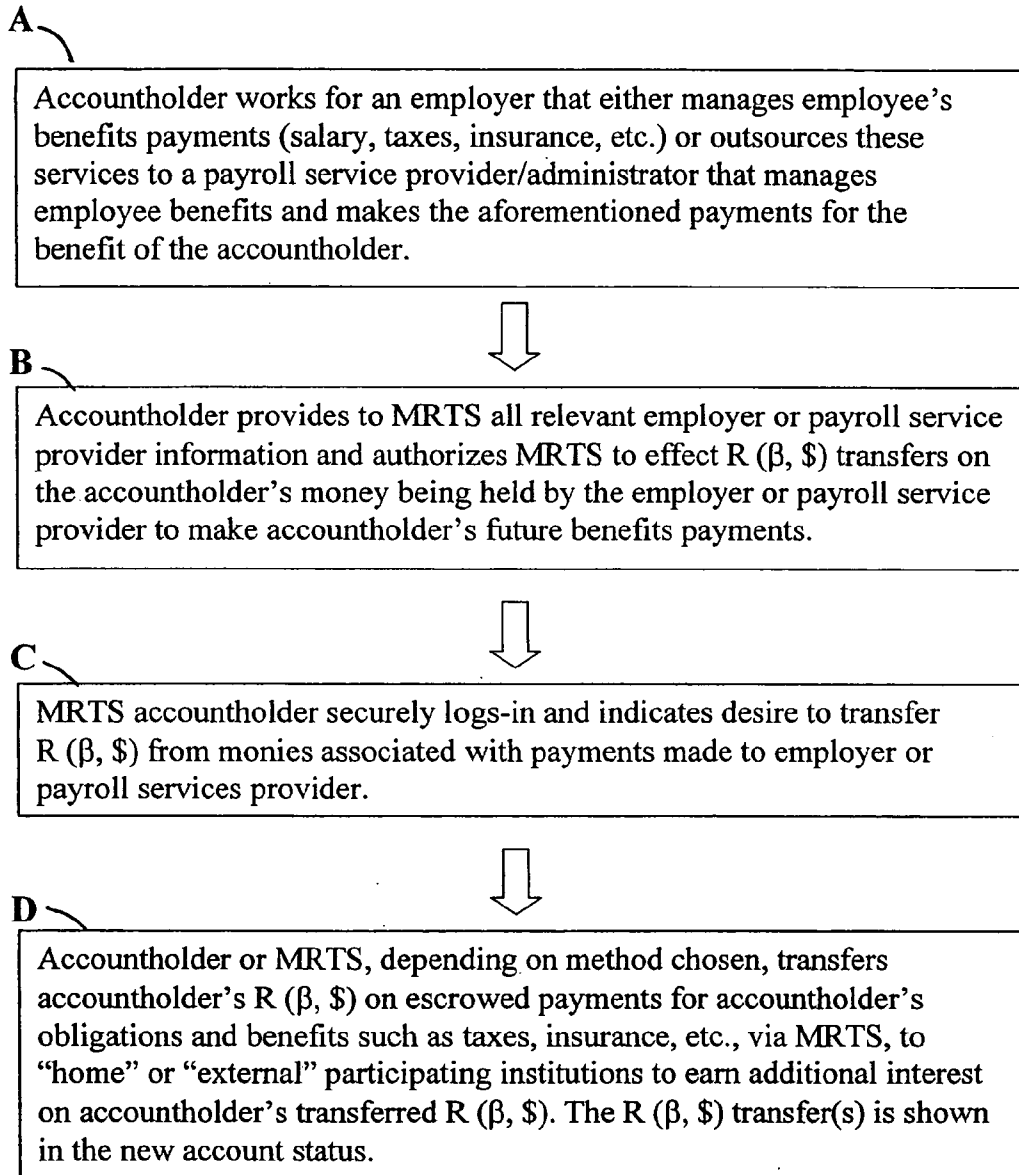 A
Accountholder works for an employer that either manages employee's
benefits payments (salary, taxes, insurance, etc.) or outsources these
services to a payroll service provider/administrator that manages
employee benefits and makes the aforementioned payments for the
benefit of the accountholder.
B
Accountholder provides to MRTS all relevant employer or payroll service
provider information and authorizes MRTS to effect R (β, $) transfers on
the accountholder's money being held by the employer or payroll service
provider to make accountholder's future benefits payments.
C
MRTS accountholder securely logs-in and indicates desire to transfer
R (β, $) from monies associated with payments made to employer or
payroll services provider.
D
Accountholder or MRTS, depending on method chosen, transfers
accountholder's R (β, $) on escrowed payments for accountholder's
obligations and benefits such as taxes, insurance, etc., via MRTS, to
“home” or “external” participating institutions to earn additional interest
on accountholder's transferred R (β, $). The R (β, $) transfer(s) is shown
in the new account status.